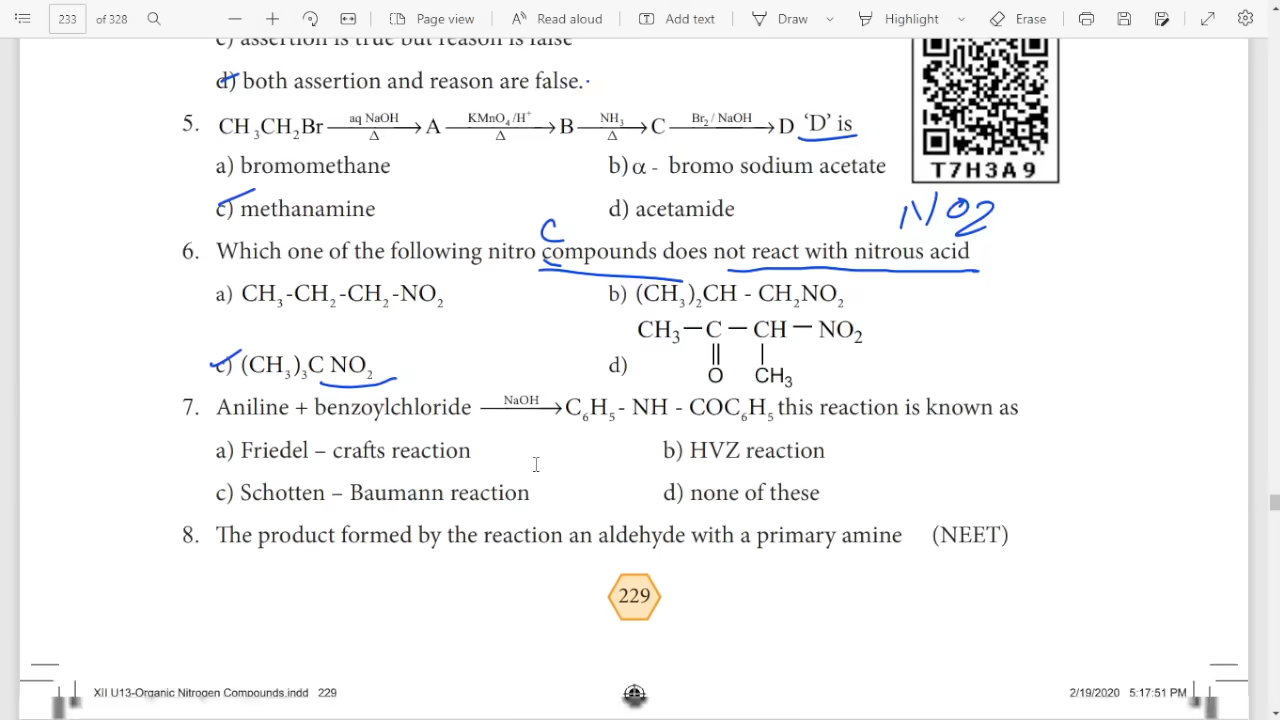 233 of 328 Page view Read aloud Add text Draw Highlight Erase
c) assertion is true but reason is false
d) both assertion and reason are false.
5. CH3CH2Br aq NaOH Δ → A KMnO4/H+ Δ → B NH3 Δ → C Br2 / NaOH → D 'D' is
a) bromomethane b) α - bromo sodium acetate
T7H3A9
c) methanamine d) acetamide
NO2
C
6. Which one of the following nitro compounds does not react with nitrous acid
a) CH3-CH2-CH2-NO2 b) (CH3)2CH - CH2NO2
c) (CH3)3C NO2 d) CH3 — C — CH — NO2
O CH3
7. Aniline + benzoylchloride NaOH → C6H5- NH - COC6H5 this reaction is known as
a) Friedel – crafts reaction b) HVZ reaction
c) Schotten – Baumann reaction d) none of these
8. The product formed by the reaction an aldehyde with a primary amine (NEET)
229
XII U13-Organic Nitrogen Compounds.indd 229 2/19/2020 5:17:51 PM